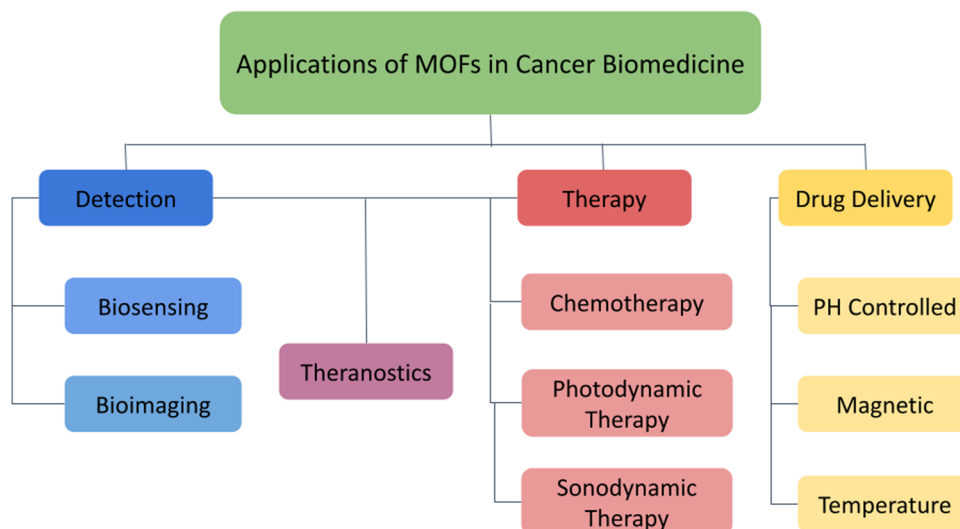 Applications of MOFs in Cancer Biomedicine
Detection
Therapy
Drug Delivery
Biosensing
Chemotherapy
PH Controlled
Theranostics
Bioimaging
Photodynamic
Therapy
Magnetic
Sonodynamic
Therapy
Temperature